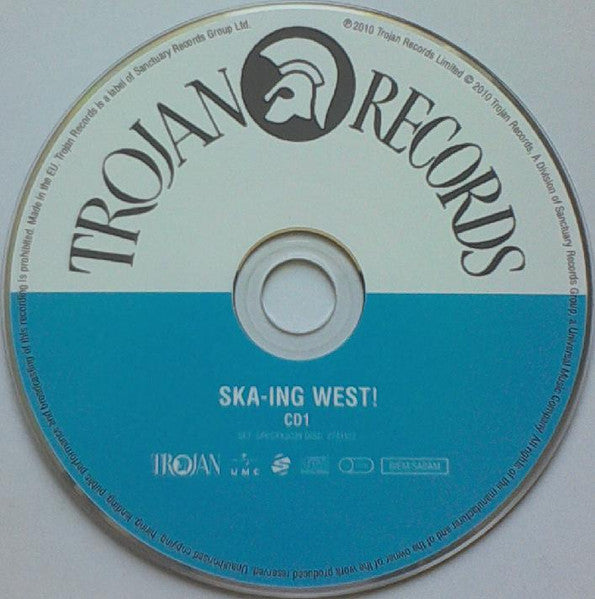 TROJAN RECORDS
℗ 2010 Trojan Records Limited © 2010 Trojan Records, A Division of Sanctuary Records Group, a Universal Music Company. All rights of the manufacturer and of the owner of the work produced reserved. Unauthorised copying, hiring, lending, public performance and broadcasting of this recording is prohibited. Made in the EU. Trojan Records is a label of Sanctuary Records Group Ltd.
SKA-ING WEST!
CD1
TROJAN UMC BIEM SABAM